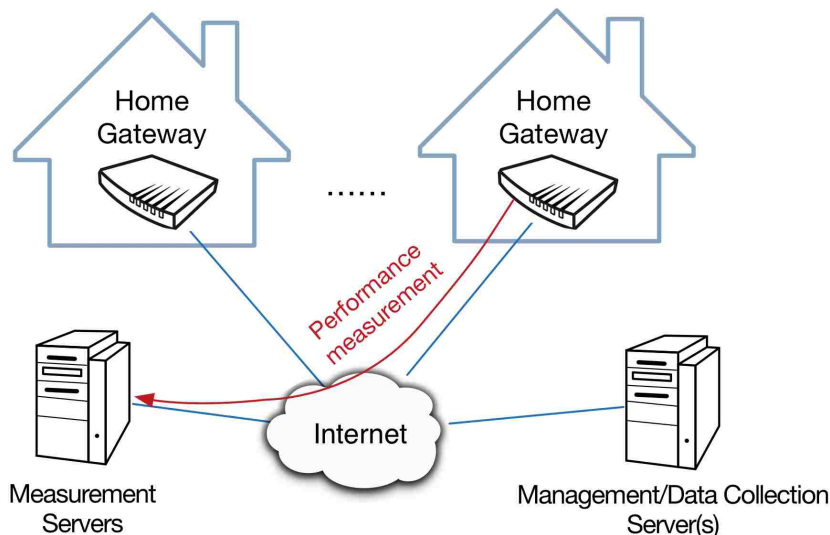 Home
Gateway
Home
Gateway
......
Performance
measurement
Internet
Measurement
Servers
Management/Data Collection
Server(s)